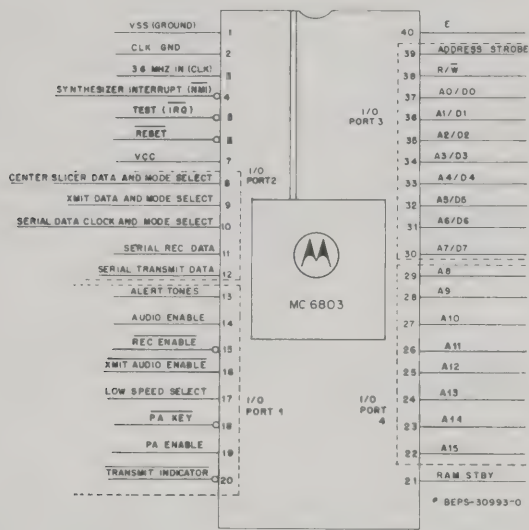 VSS (GROUND) 1
CLK GND 2
3.6 MHZ IN (CLK) 3
SYNTHESIZER INTERRUPT (NMI) 4
TEST (IRQ) 5
RESET 6
VCC 7
CENTER SLICER DATA AND MODE SELECT 8
XMIT DATA AND MODE SELECT 9
SERIAL DATA CLOCK AND MODE SELECT 10
SERIAL REC DATA 11
SERIAL TRANSMIT DATA 12
ALERT TONES 13
AUDIO ENABLE 14
REC ENABLE 15
XMIT AUDIO ENABLE 16
LOW SPEED SELECT 17
PA KEY 18
PA ENABLE 19
TRANSMIT INDICATOR 20
I/O
PORT2
I/O
PORT 1
MC 6803
I/O
PORT 3
I/O
PORT
4
40 E
39 ADDRESS STROBE
38 R/W
37 A0/D0
36 A1/D1
35 A2/D2
34 A3/D3
33 A4/D4
32 A5/D5
31 A6/D6
30 A7/D7
29 A8
28 A9
27 A10
26 A11
25 A12
24 A13
23 A14
22 A15
21 RAM STBY
BEPS-30993-O